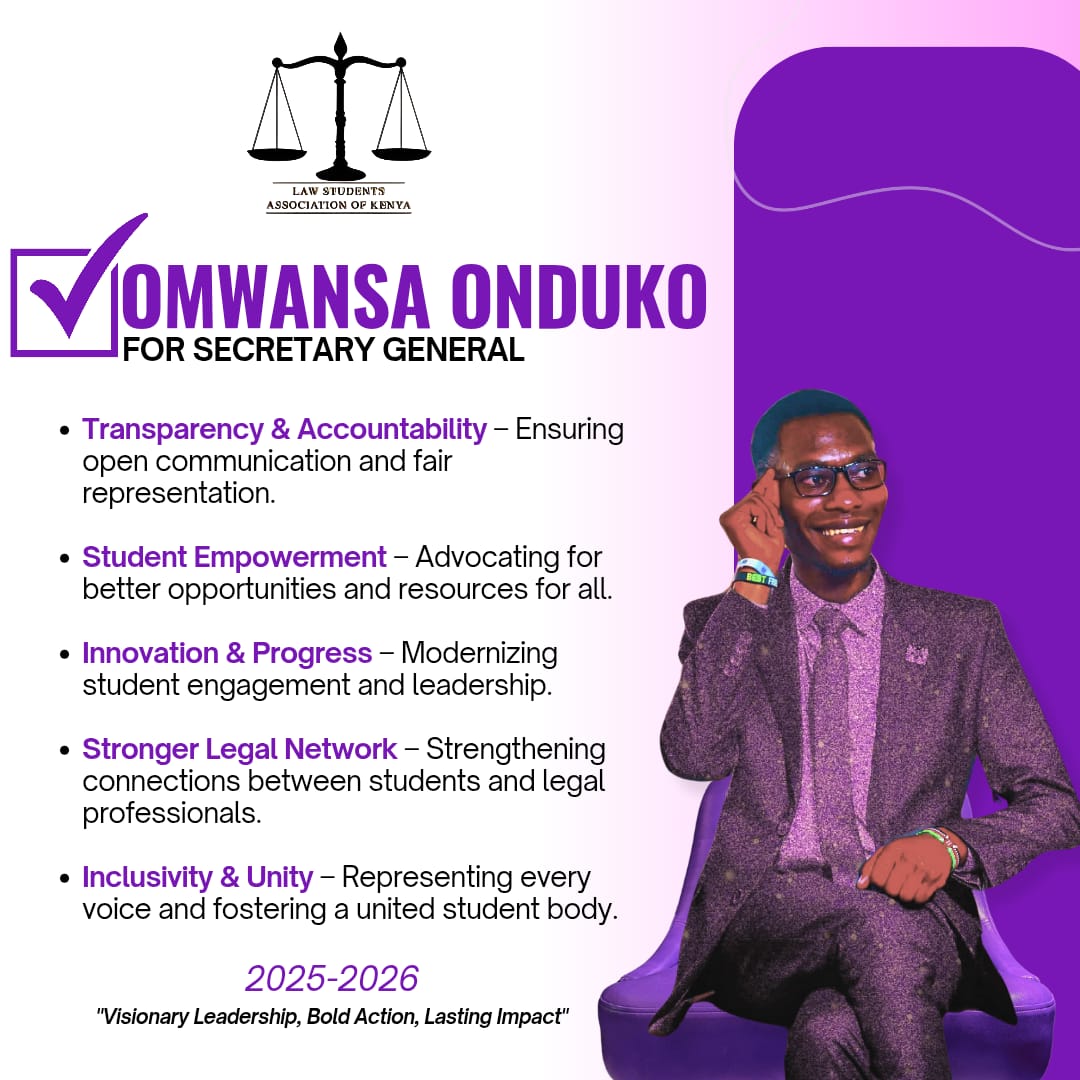 LAW STUDENTS
ASSOCIATION OF KENYA
OMWANSA ONDUKO
FOR SECRETARY GENERAL
• Transparency & Accountability – Ensuring
open communication and fair
representation.
• Student Empowerment – Advocating for
better opportunities and resources for all.
• Innovation & Progress – Modernizing
student engagement and leadership.
• Stronger Legal Network – Strengthening
connections between students and legal
professionals.
• Inclusivity & Unity – Representing every
voice and fostering a united student body.
2025-2026
"Visionary Leadership, Bold Action, Lasting Impact"
BEST